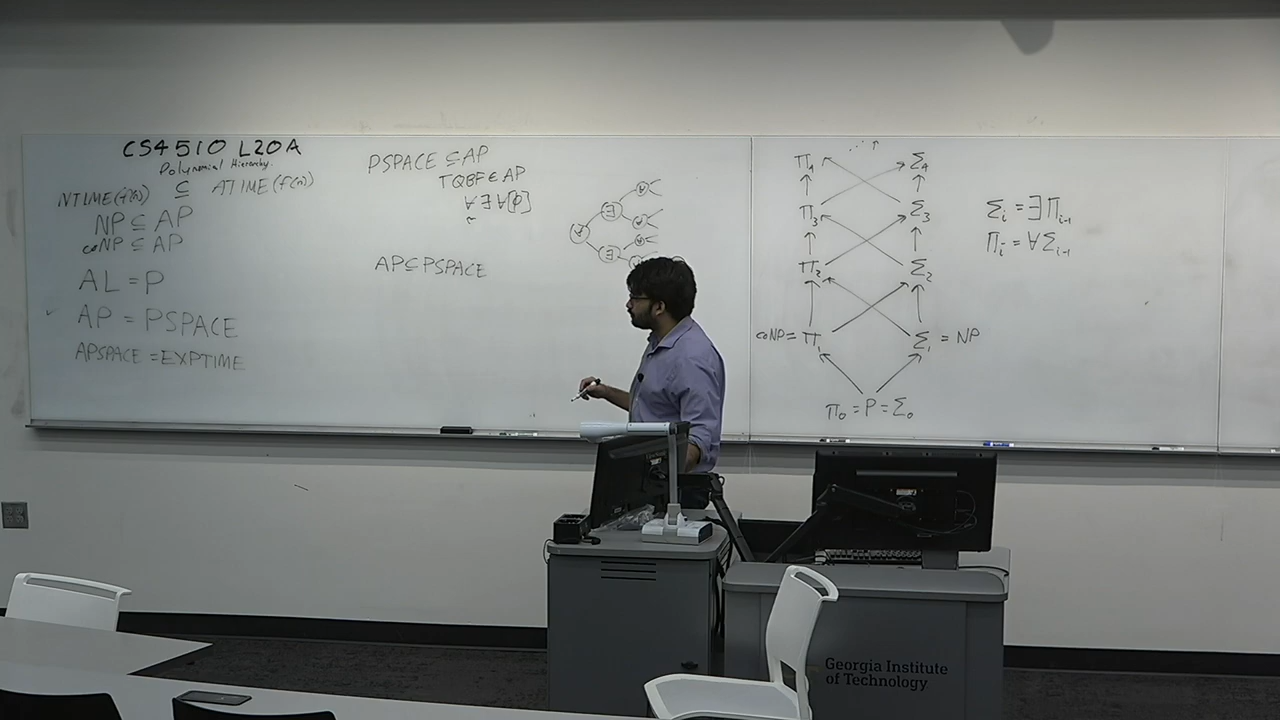 CS4510 L20A
Polynomial Hierarchy.
NTIME(f(n)) ⊆ ATIME(f(n))
NP ⊆ AP
coNP ⊆ AP
AL = P
✓ AP = PSPACE
APSPACE = EXPTIME
PSPACE ⊆ AP
TQBF ∈ AP
∀∃∀[φ]
∀ ∃ ∀
∀
∃ ∀
AP ⊆ PSPACE
Π₄ Σ₄
Π₃ Σ₃
Π₂ Σ₂
coNP = Π₁ Σ₁ = NP
Π₀ = P = Σ₀
Σᵢ = ∃Πᵢ₋₁
Πᵢ = ∀Σᵢ₋₁
Georgia Institute
of Technology